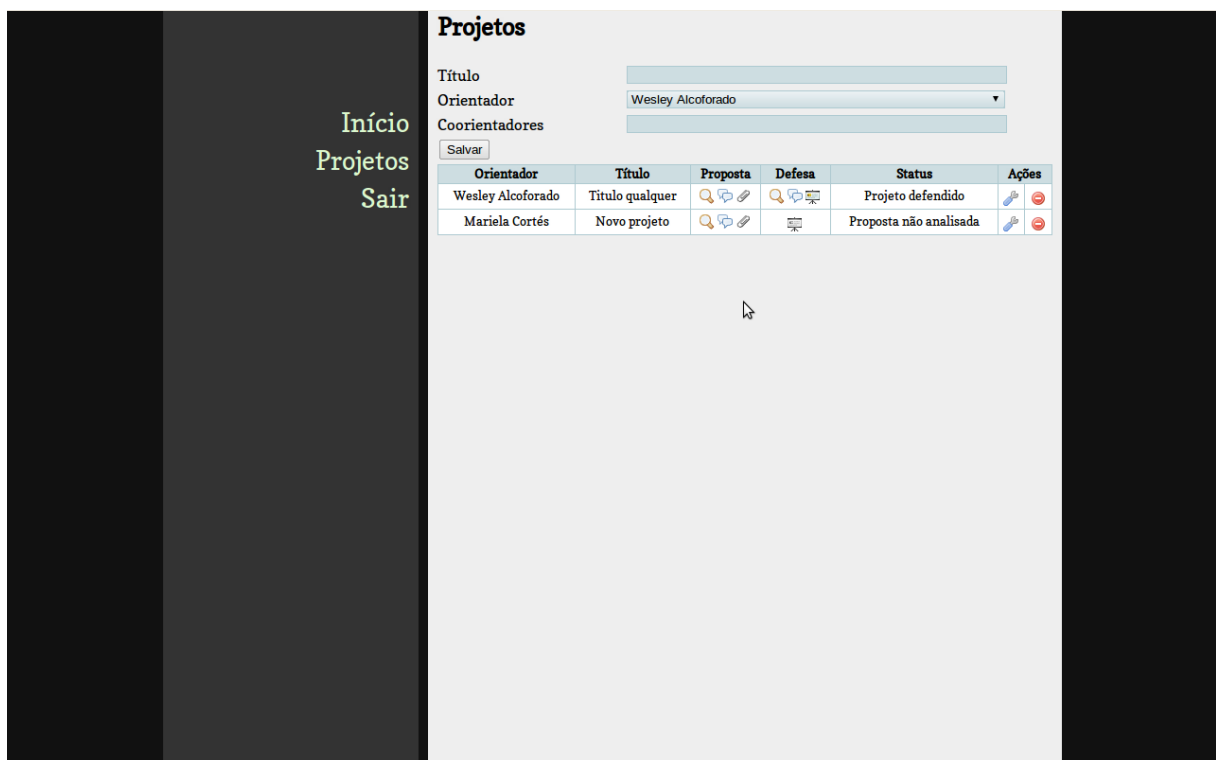 Início
Projetos
Sair
Projetos
Título
Orientador Wesley Alcoforado
Coorientadores
Salvar
Orientador Título Proposta Defesa Status Ações
Wesley Alcoforado Titulo qualquer Projeto defendido
Mariela Cortés Novo projeto Proposta não analisada